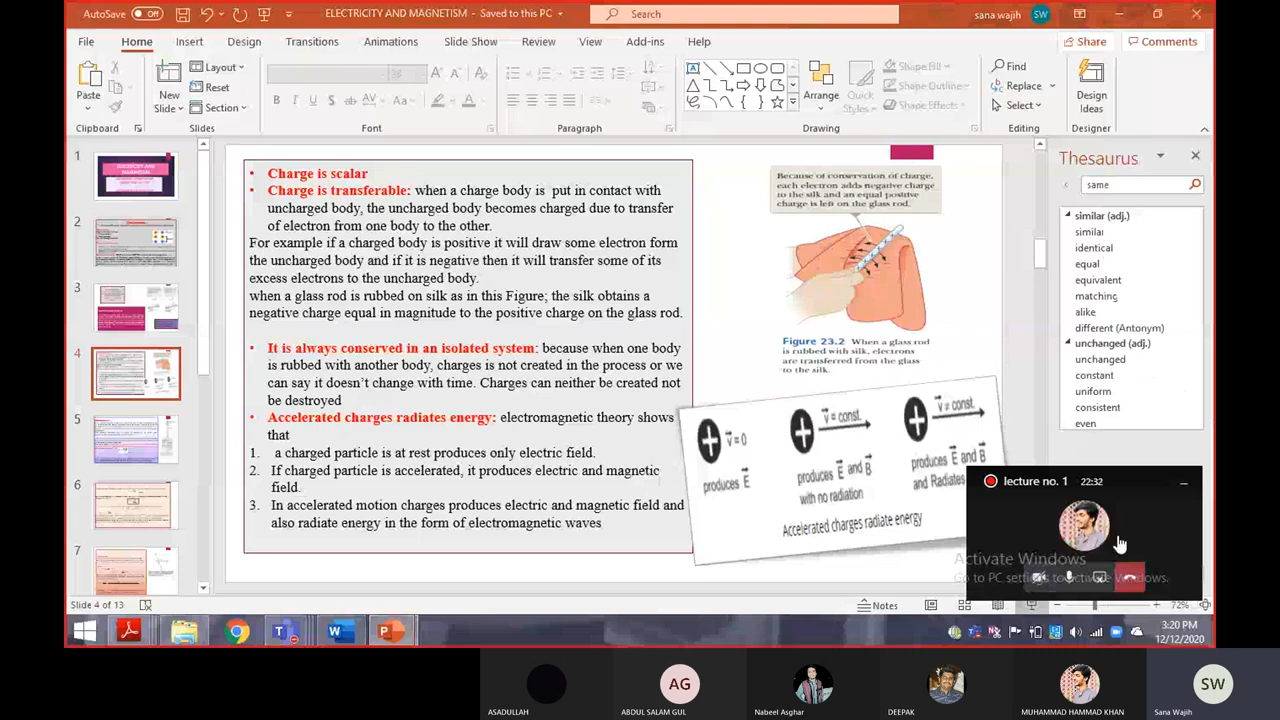 AutoSave Off
ELECTRICITY AND MAGNETISM - Saved to this PC
Search
sana wajih SW
File Home Insert Design Transitions Animations Slide Show Review View Add-ins Help
Share Comments
Paste
New Slide
Layout
Reset
Section
Arrange
Quick Styles
Shape Fill
Shape Outline
Shape Effects
Find
Replace
Select
Design Ideas
Clipboard Slides Font Paragraph Drawing Editing Designer
1
2
3
4
5
6
7
• Charge is scalar
• Charge is transferable: when a charge body is put in contact with
uncharged body, the uncharged body becomes charged due to transfer
of electron from one body to the other.
For example if a charged body is positive it will draw some electron form
the uncharged body and if it is negative then it will transfer some of its
excess electrons to the uncharged body.
when a glass rod is rubbed on silk as in this Figure; the silk obtains a
negative charge equal in magnitude to the positive charge on the glass rod.
• It is always conserved in an isolated system: because when one body
is rubbed with another body, charges is not created in the process or we
can say it doesn't change with time. Charges can neither be created not
be destroyed
• Accelerated charges radiates energy: electromagnetic theory shows
that
1. a charged particle is at rest produces only electric field.
2. If charged particle is accelerated, it produces electric and magnetic
field.
3. In accelerated motion charges produces electric and magnetic field and
also radiate energy in the form of electromagnetic waves
Because of conservation of charge,
each electron adds negative charge
to the silk and an equal positive
charge is left on the glass rod.
Figure 23.2 When a glass rod
is rubbed with silk, electrons
are transferred from the glass
to the silk.
v = 0
produces E
v = const.
produces E and B
with no radiation
v ≠ const.
produces E and B
and Radiates
Accelerated charges radiate energy
Thesaurus
same
similar (adj.)
similar
identical
equal
equivalent
matching
alike
different (Antonym)
unchanged (adj.)
unchanged
constant
uniform
consistent
even
lecture no. 1 22:32
Activate Windows
Go to PC settings to activate Windows.
Slide 4 of 13
Notes
72%
3:20 PM
12/12/2020
AG
SW
ASADULLAH
ABDUL SALAM GUL
Nabeel Asghar
DEEPAK
MUHAMMAD HAMMAD KHAN
Sana Wajih